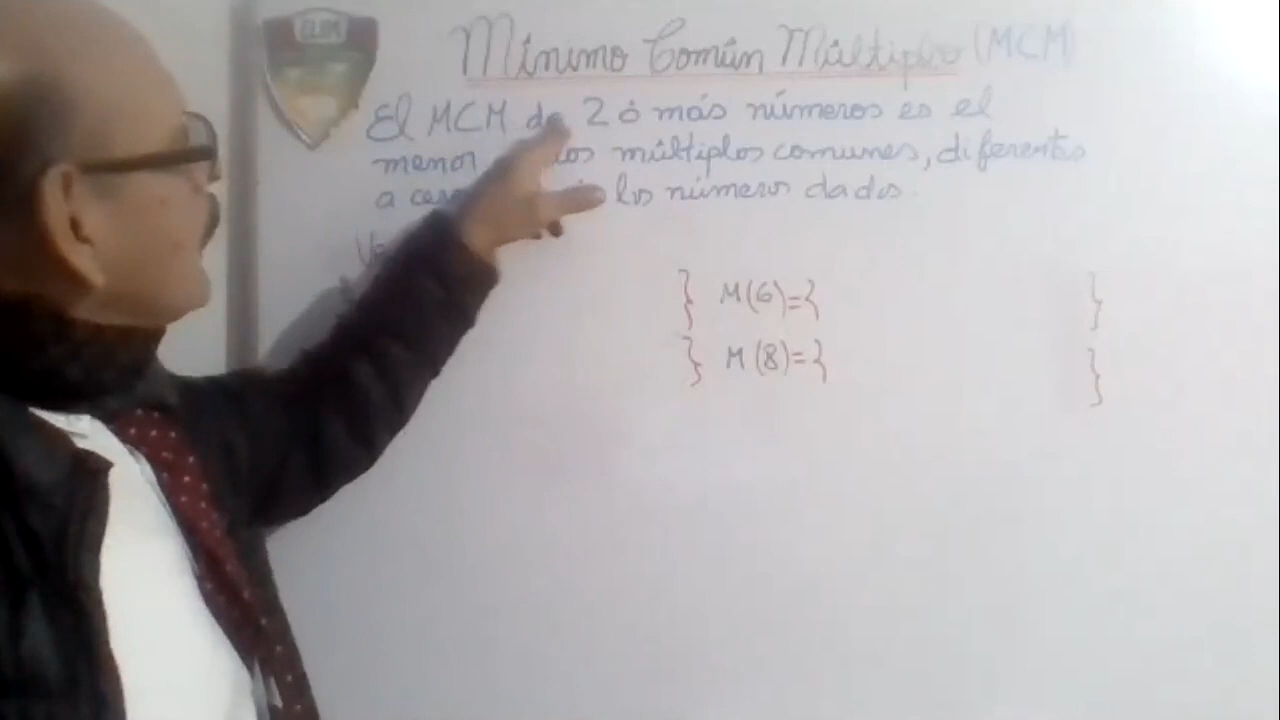 Mínimo Común Múltiplo (MCM)
El MCM de 2 ó más números es el
menor múltiplos comunes, diferentes
a los números dados.
} M(6)={ }
} M(8)={ }